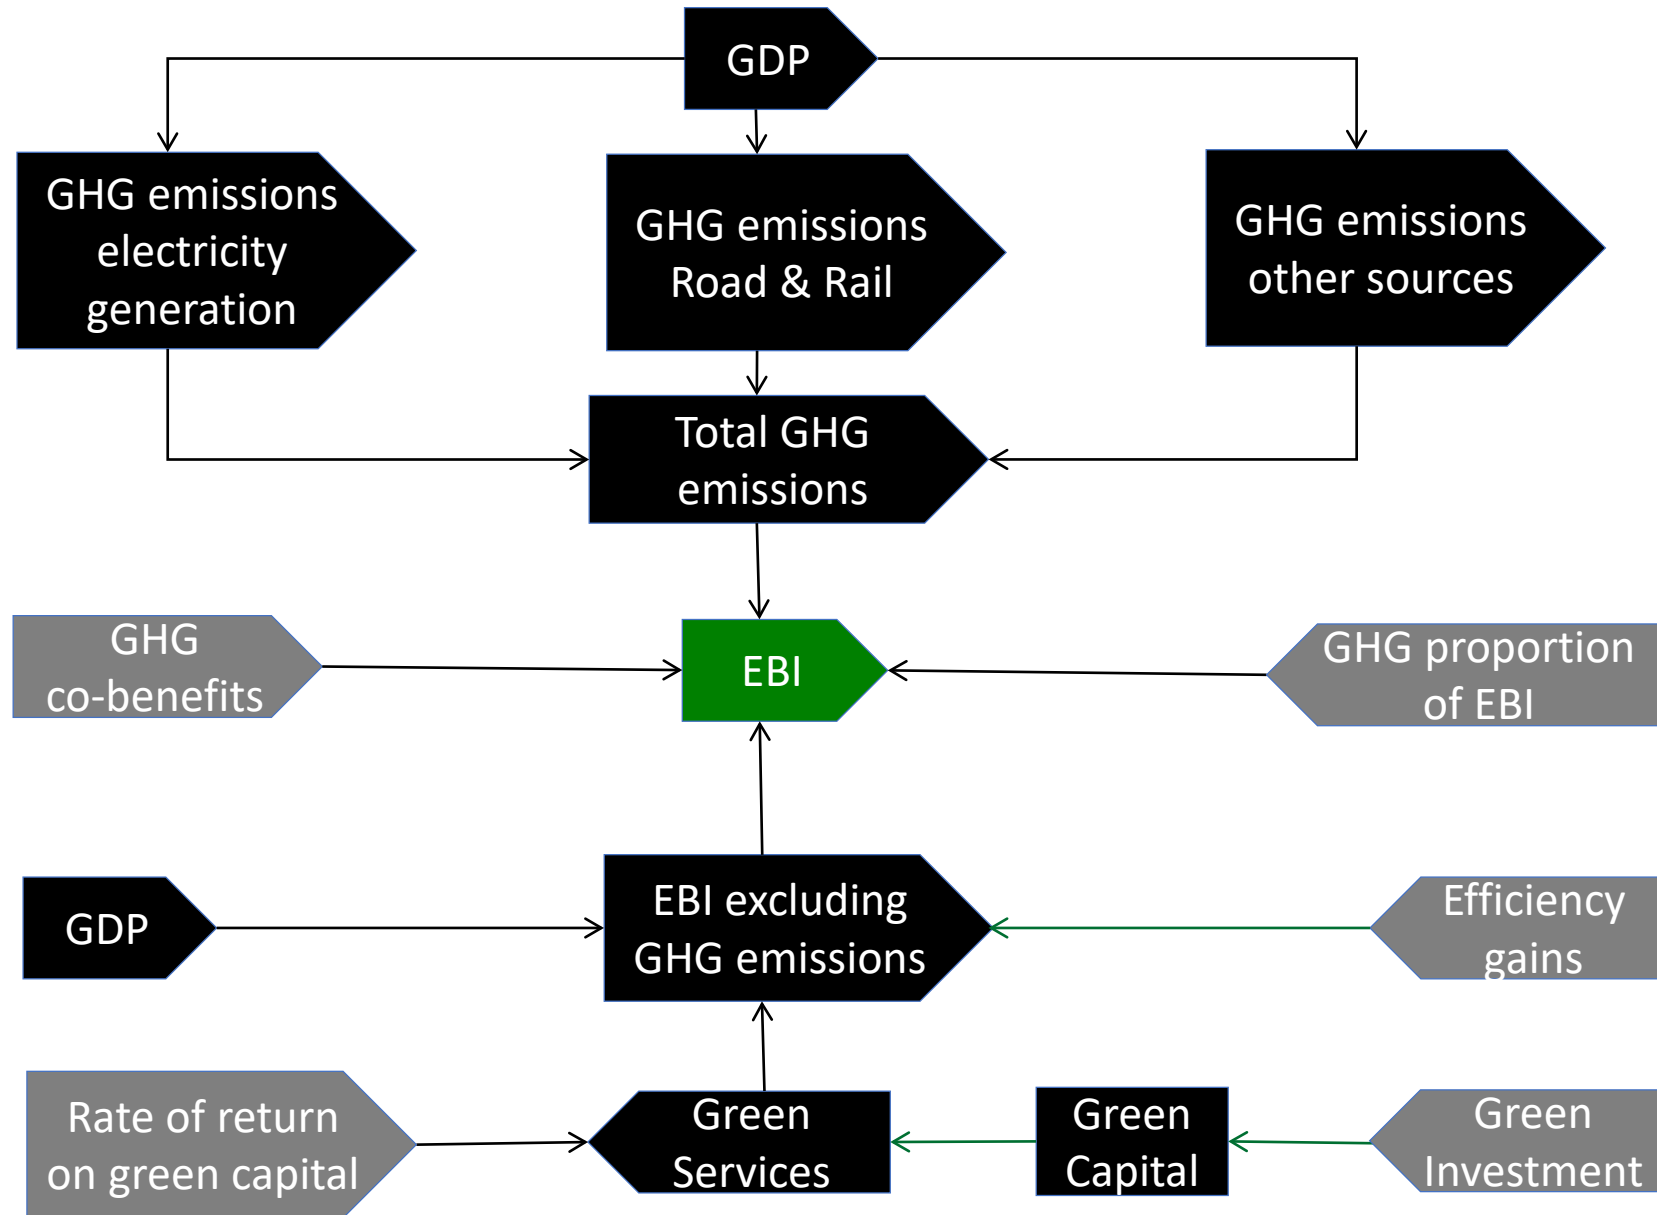 GDP
GHG emissions
electricity
generation
GHG emissions
Road & Rail
GHG emissions
other sources
Total GHG
emissions
GHG
co-benefits
EBI
GHG proportion
of EBI
GDP
EBI excluding
GHG emissions
Efficiency
gains
Rate of return
on green capital
Green
Services
Green
Capital
Green
Investment